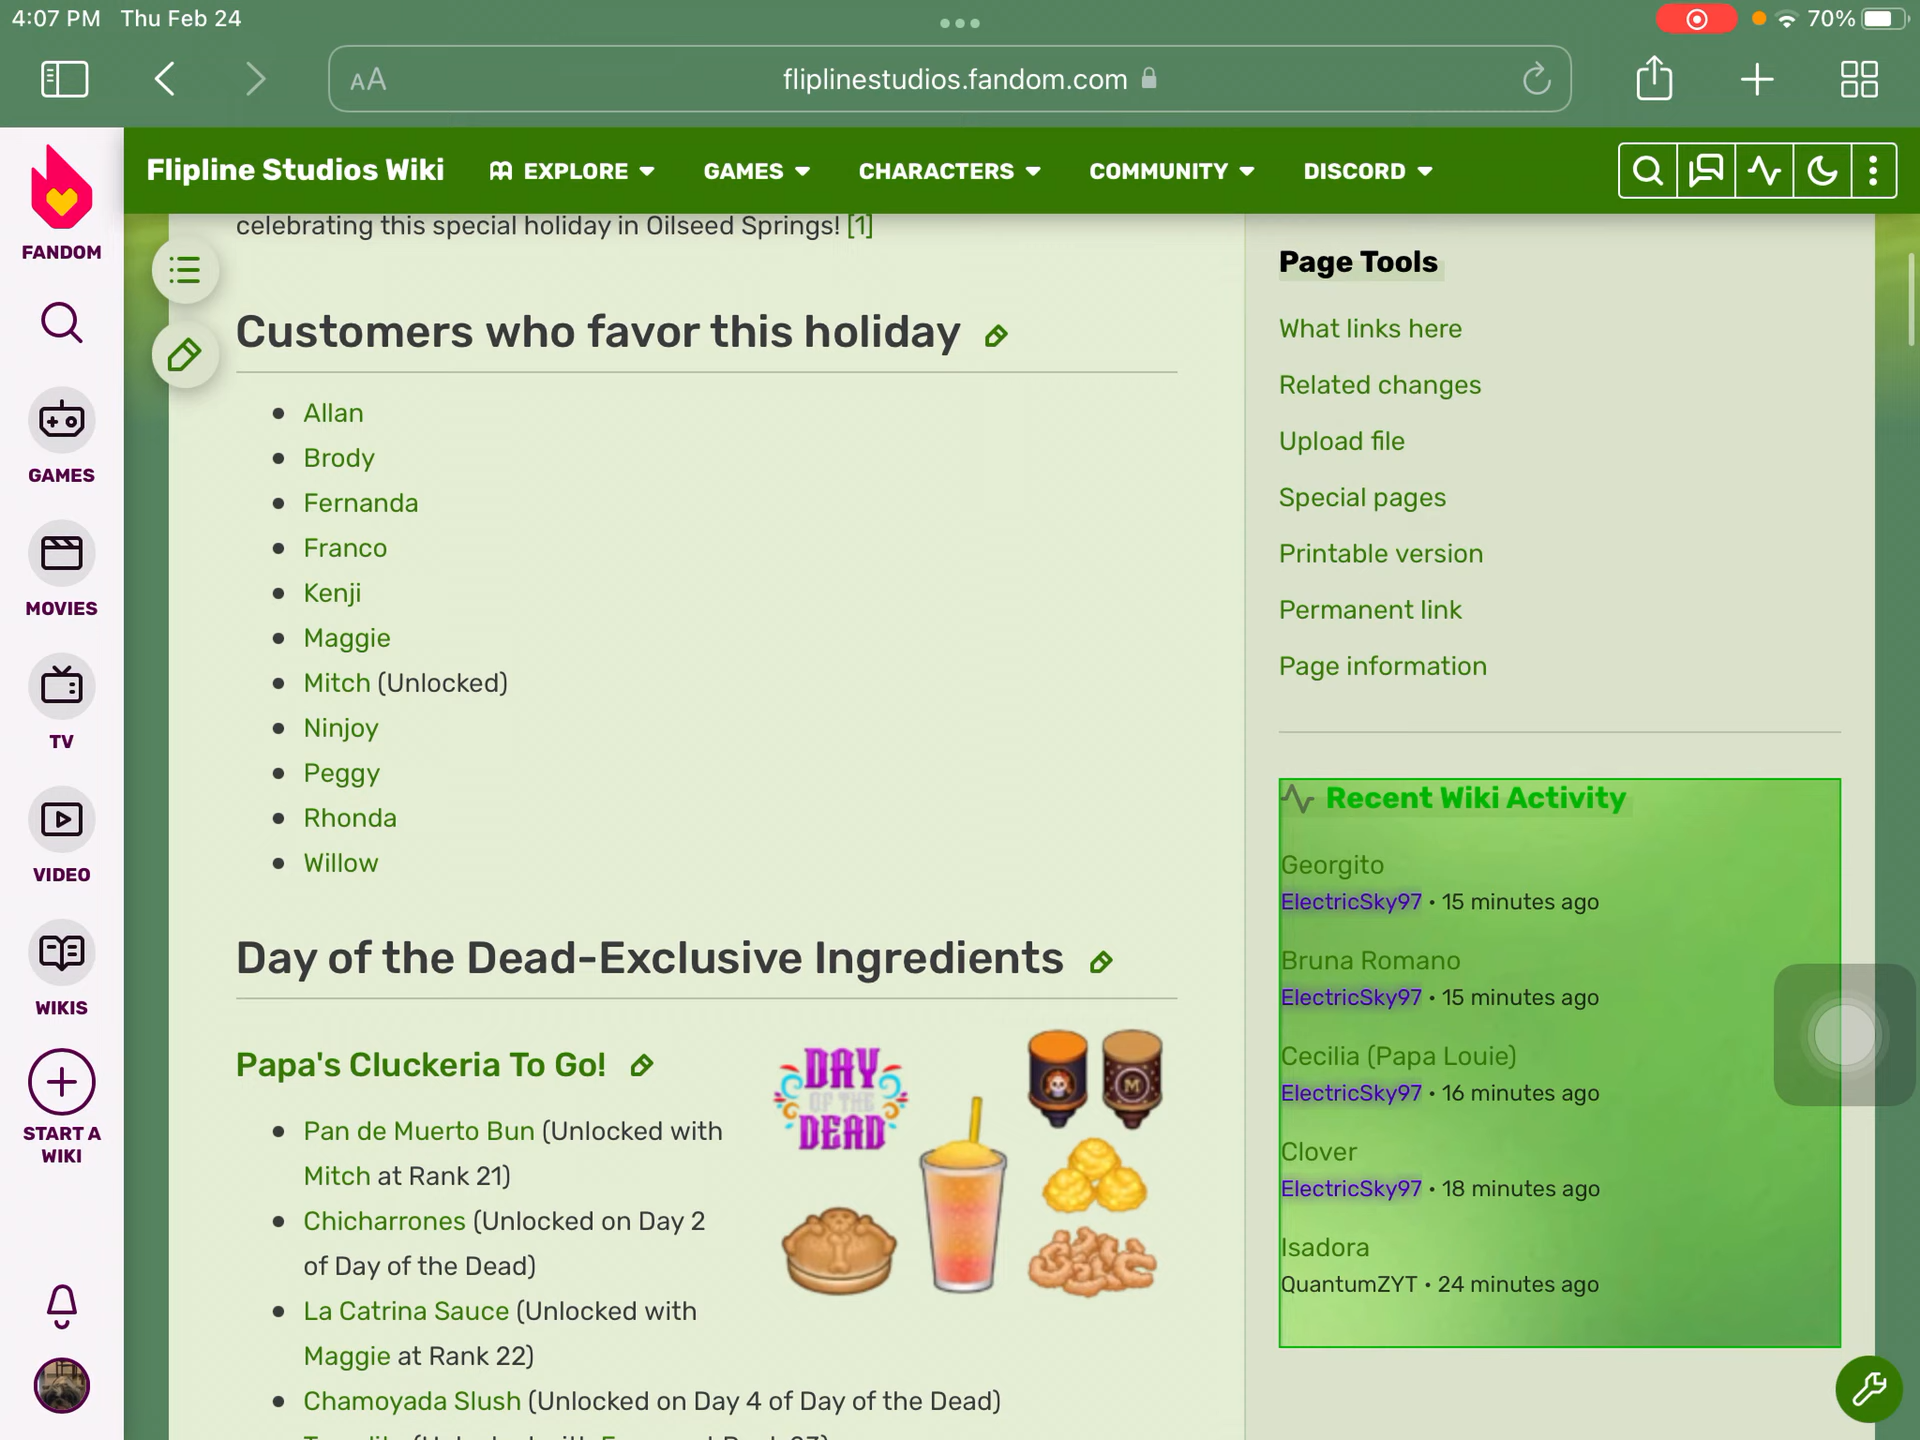 4:07 PM Thu Feb 24
70%
AA
fliplinestudios.fandom.com
Flipline Studios Wiki
EXPLORE
GAMES
CHARACTERS
COMMUNITY
DISCORD
FANDOM
GAMES
MOVIES
TV
VIDEO
WIKIS
START A
WIKI
celebrating this special holiday in Oilseed Springs! [1]
Customers who favor this holiday
Allan
Brody
Fernanda
Franco
Kenji
Maggie
Mitch (Unlocked)
Ninjoy
Peggy
Rhonda
Willow
Day of the Dead-Exclusive Ingredients
Papa's Cluckeria To Go!
Pan de Muerto Bun (Unlocked with
Mitch at Rank 21)
Chicharrones (Unlocked on Day 2
of Day of the Dead)
La Catrina Sauce (Unlocked with
Maggie at Rank 22)
Chamoyada Slush (Unlocked on Day 4 of Day of the Dead)
DAY
OF THE
DEAD
M
Page Tools
What links here
Related changes
Upload file
Special pages
Printable version
Permanent link
Page information
Recent Wiki Activity
Georgito
ElectricSky97 • 15 minutes ago
Bruna Romano
ElectricSky97 • 15 minutes ago
Cecilia (Papa Louie)
ElectricSky97 • 16 minutes ago
Clover
ElectricSky97 • 18 minutes ago
Isadora
QuantumZYT • 24 minutes ago